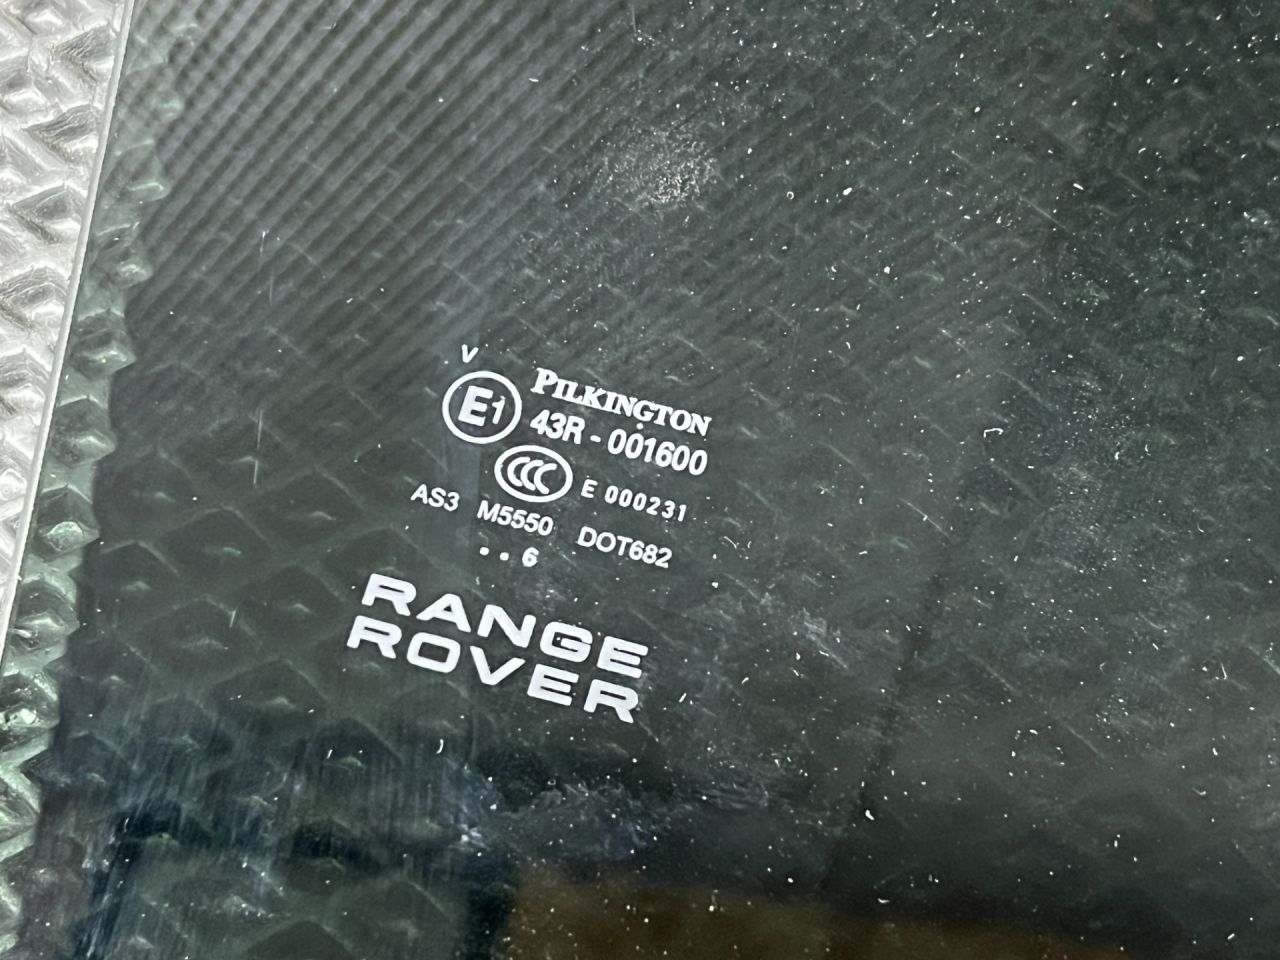 V
E1
PILKINGTON
43R - 001600
CCC E 000231
AS3 M5550 DOT682
. . 6
RANGE
ROVER